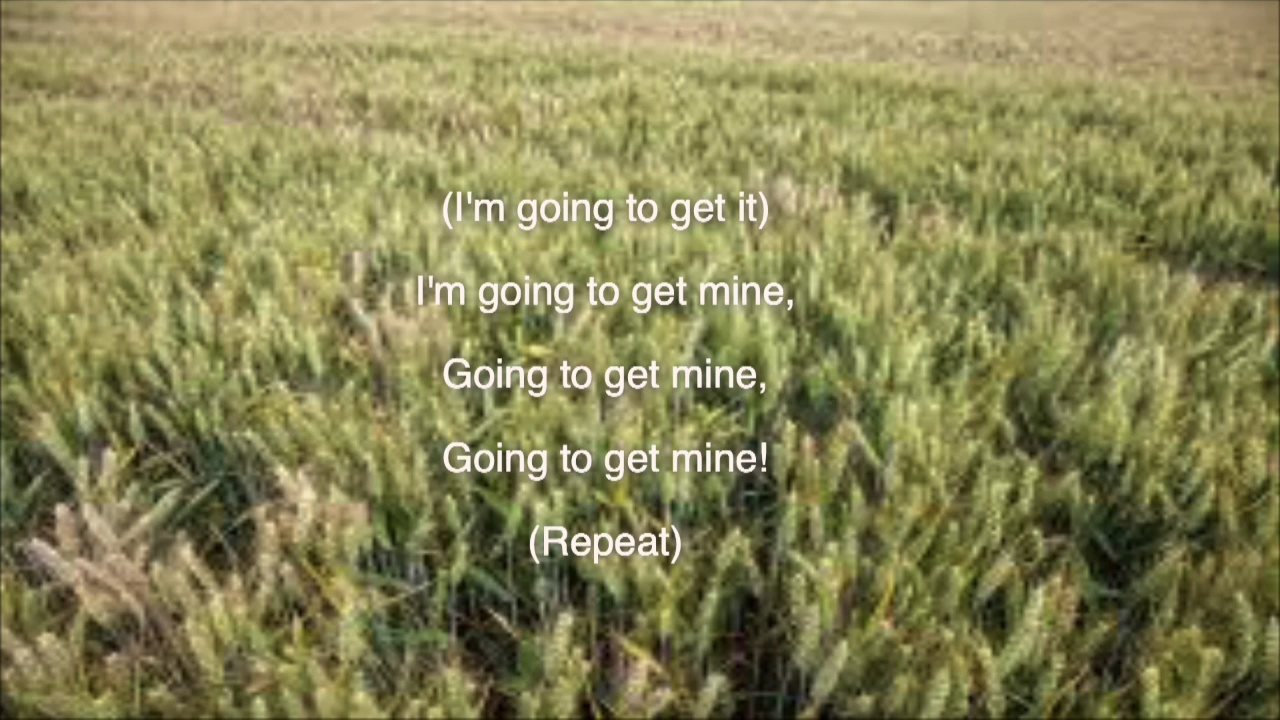 (I'm going to get it)
I'm going to get mine,
Going to get mine,
Going to get mine!
(Repeat)